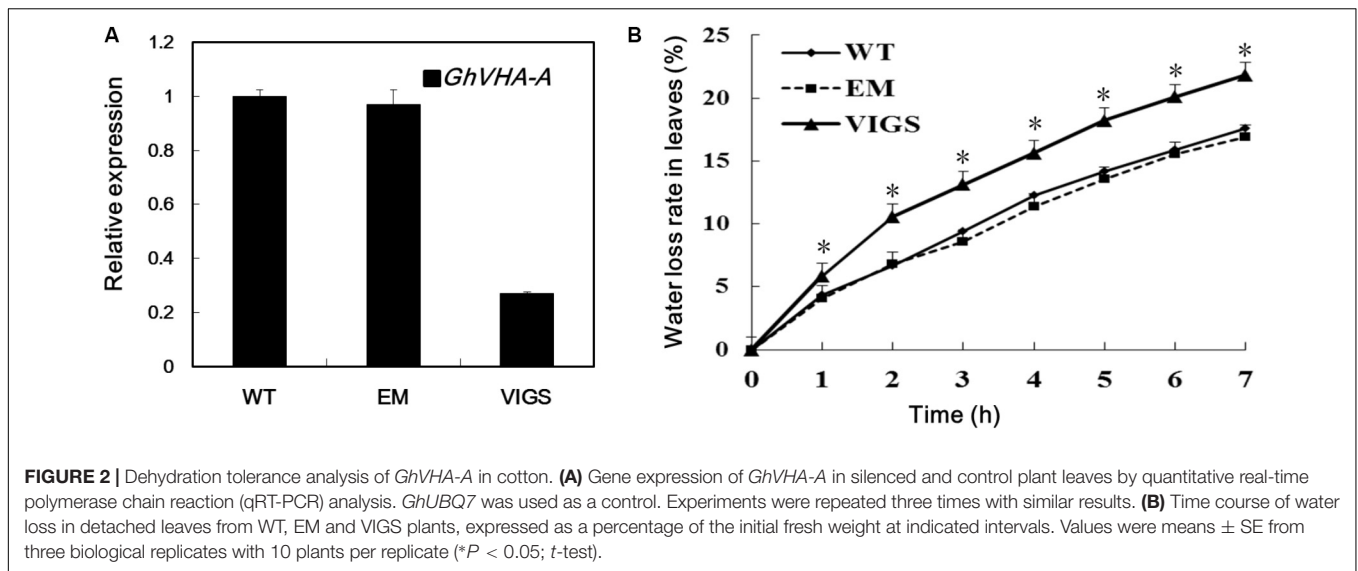 A
1.2
1
0.8
0.6
0.4
0.2
0
Relative expression
GhVHA-A
WT EM VIGS
B
25
20
15
10
5
0
Water loss rate in leaves (%)
WT
EM
VIGS
* * * * * * *
0 1 2 3 4 5 6 7
Time (h)
FIGURE 2 | Dehydration tolerance analysis of GhVHA-A in cotton. (A) Gene expression of GhVHA-A in silenced and control plant leaves by quantitative real-time
polymerase chain reaction (qRT-PCR) analysis. GhUBQ7 was used as a control. Experiments were repeated three times with similar results. (B) Time course of water
loss in detached leaves from WT, EM and VIGS plants, expressed as a percentage of the initial fresh weight at indicated intervals. Values were means ± SE from
three biological replicates with 10 plants per replicate (*P < 0.05; t-test).